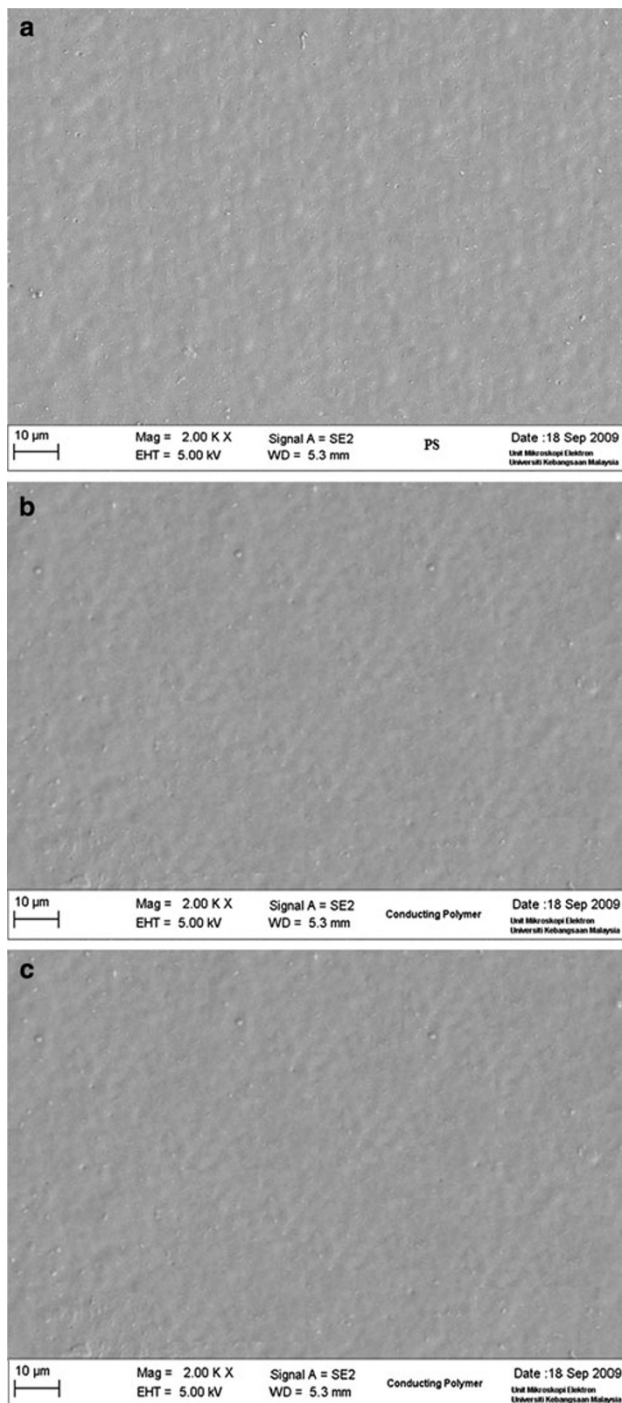 a
10 µm
Mag = 2.00 K X
Signal A = SE2
Date :18 Sep 2009
EHT = 5.00 kV
WD = 5.3 mm
PS
Unit Mikroskopi Elektron
Universiti Kebangsaan Malaysia
b
10 µm
Mag = 2.00 K X
Signal A = SE2
Date :18 Sep 2009
EHT = 5.00 kV
WD = 5.3 mm
Conducting Polymer
Unit Mikroskopi Elektron
Universiti Kebangsaan Malaysia
c
10 µm
Mag = 2.00 K X
Signal A = SE2
Date :18 Sep 2009
EHT = 5.00 kV
WD = 5.3 mm
Conducting Polymer
Unit Mikroskopi Elektron
Universiti Kebangsaan Malaysia